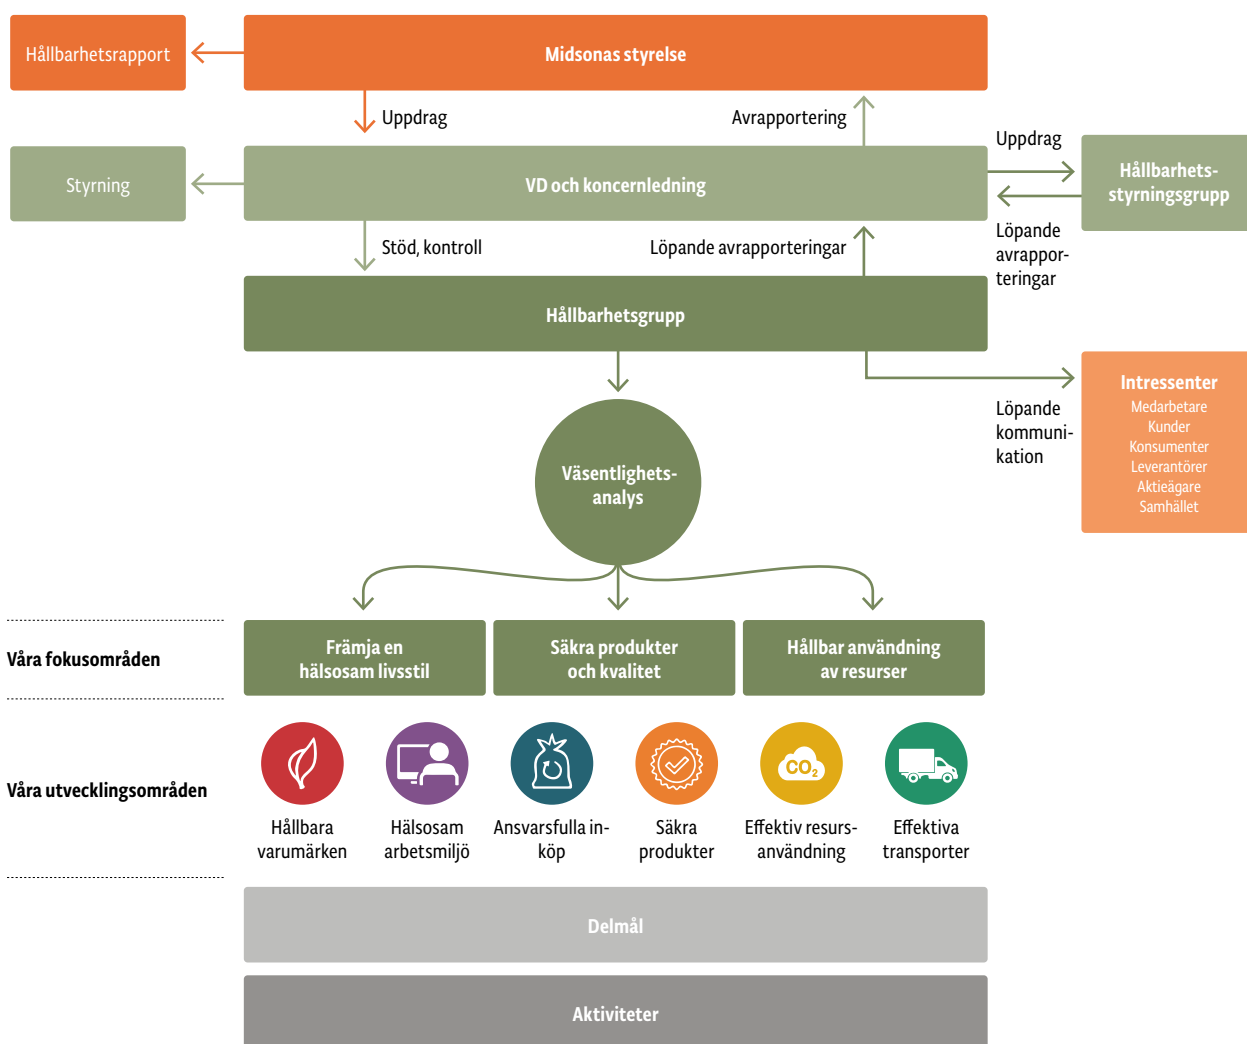 Hållbarhetsrapport
Midsonas styrelse
Uppdrag
Avrapportering
Styrning
VD och koncernledning
Uppdrag
Hållbarhets-
styrningsgrupp
Löpande
avrappor-
teringar
Stöd, kontroll
Löpande avrapporteringar
Hållbarhetsgrupp
Löpande
kommuni-
kation
Intressenter
Medarbetare
Kunder
Konsumenter
Leverantörer
Aktieägare
Samhället
Väsentlighets-
analys
Våra fokusområden
Främja en
hälsosam livsstil
Säkra produkter
och kvalitet
Hållbar användning
av resurser
Våra utvecklingsområden
CO2
Hållbara
varumärken
Hälsosam
arbetsmiljö
Ansvarsfulla in-
köp
Säkra
produkter
Effektiv resurs-
användning
Effektiva
transporter
Delmål
Aktiviteter